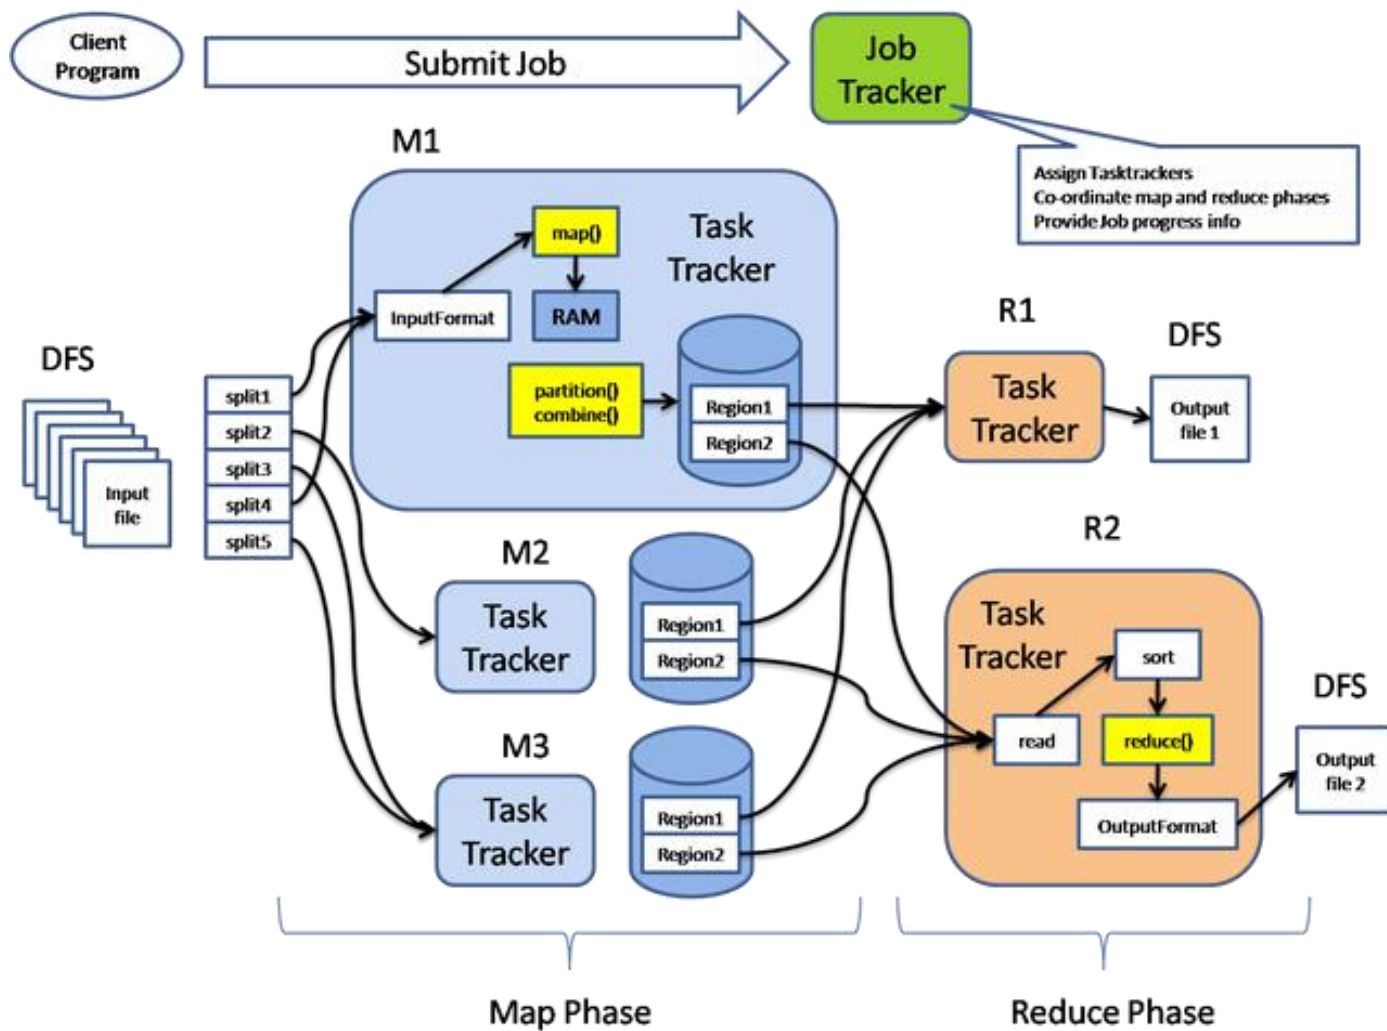 Client
Program
Submit Job
Job
Tracker
Assign Tasktrackers
Co-ordinate map and reduce phases
Provide Job progress info
M1
Task
Tracker
map()
InputFormat
RAM
partition()
combine()
Region1
Region2
DFS
Input
file
split1
split2
split3
split4
split5
M2
Task
Tracker
Region1
Region2
M3
Task
Tracker
Region1
Region2
R1
Task
Tracker
DFS
Output
file 1
R2
Task
Tracker
sort
read
reduce()
OutputFormat
DFS
Output
file 2
Map Phase
Reduce Phase